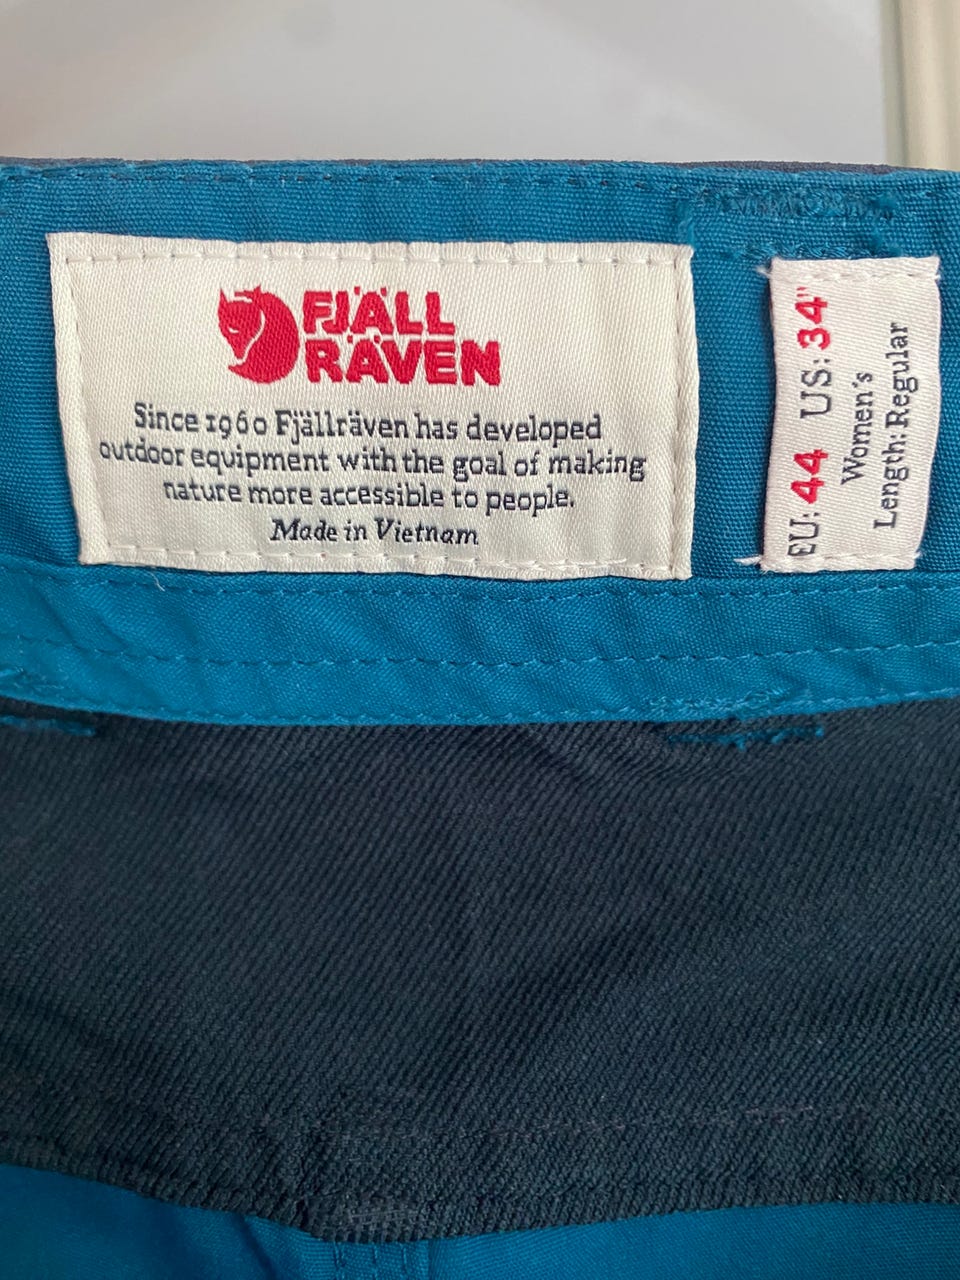 FJÄLL
RÄVEN
Since 1960 Fjällräven has developed
outdoor equipment with the goal of making
nature more accessible to people.
Made in Vietnam
EU: 44 US: 34"
Women's
Length: Regular